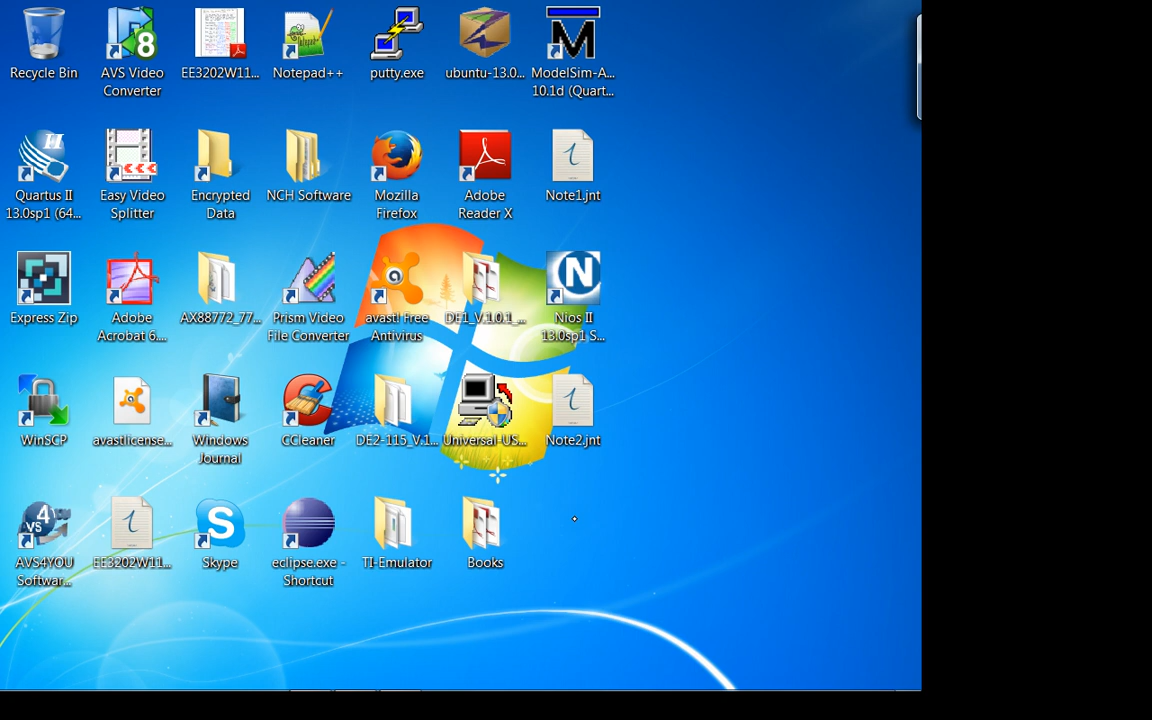 Recycle Bin
AVS Video
Converter
EE3202W11...
Notepad++
putty.exe
ubuntu-13.0...
ModelSim-A...
10.1d (Quart...
Quartus II
13.0sp1 (64...
Easy Video
Splitter
Encrypted
Data
NCH Software
Mozilla
Firefox
Adobe
Reader X
Note1.jnt
Express Zip
Adobe
Acrobat 6....
AX88772_77...
Prism Video
File Converter
avast! Free
Antivirus
DE1_V.1.0.1_...
Nios II
13.0sp1 S...
WinSCP
avastlicense...
Windows
Journal
CCleaner
DE2-115_V.1...
Universal-US...
Note2.jnt
AVS4YOU
Softwar...
EE3202W11...
Skype
eclipse.exe -
Shortcut
TI-Emulator
Books